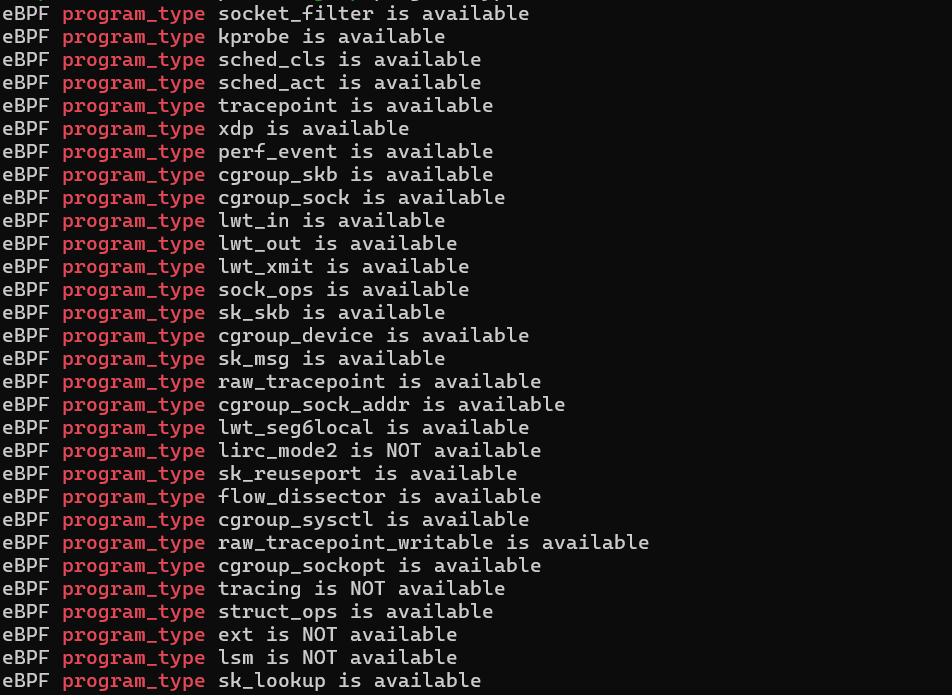 eBPF program_type socket_filter is available
eBPF program_type kprobe is available
eBPF program_type sched_cls is available
eBPF program_type sched_act is available
eBPF program_type tracepoint is available
eBPF program_type xdp is available
eBPF program_type perf_event is available
eBPF program_type cgroup_skb is available
eBPF program_type cgroup_sock is available
eBPF program_type lwt_in is available
eBPF program_type lwt_out is available
eBPF program_type lwt_xmit is available
eBPF program_type sock_ops is available
eBPF program_type sk_skb is available
eBPF program_type cgroup_device is available
eBPF program_type sk_msg is available
eBPF program_type raw_tracepoint is available
eBPF program_type cgroup_sock_addr is available
eBPF program_type lwt_seg6local is available
eBPF program_type lirc_mode2 is NOT available
eBPF program_type sk_reuseport is available
eBPF program_type flow_dissector is available
eBPF program_type cgroup_sysctl is available
eBPF program_type raw_tracepoint_writable is available
eBPF program_type cgroup_sockopt is available
eBPF program_type tracing is NOT available
eBPF program_type struct_ops is available
eBPF program_type ext is NOT available
eBPF program_type lsm is NOT available
eBPF program_type sk_lookup is available